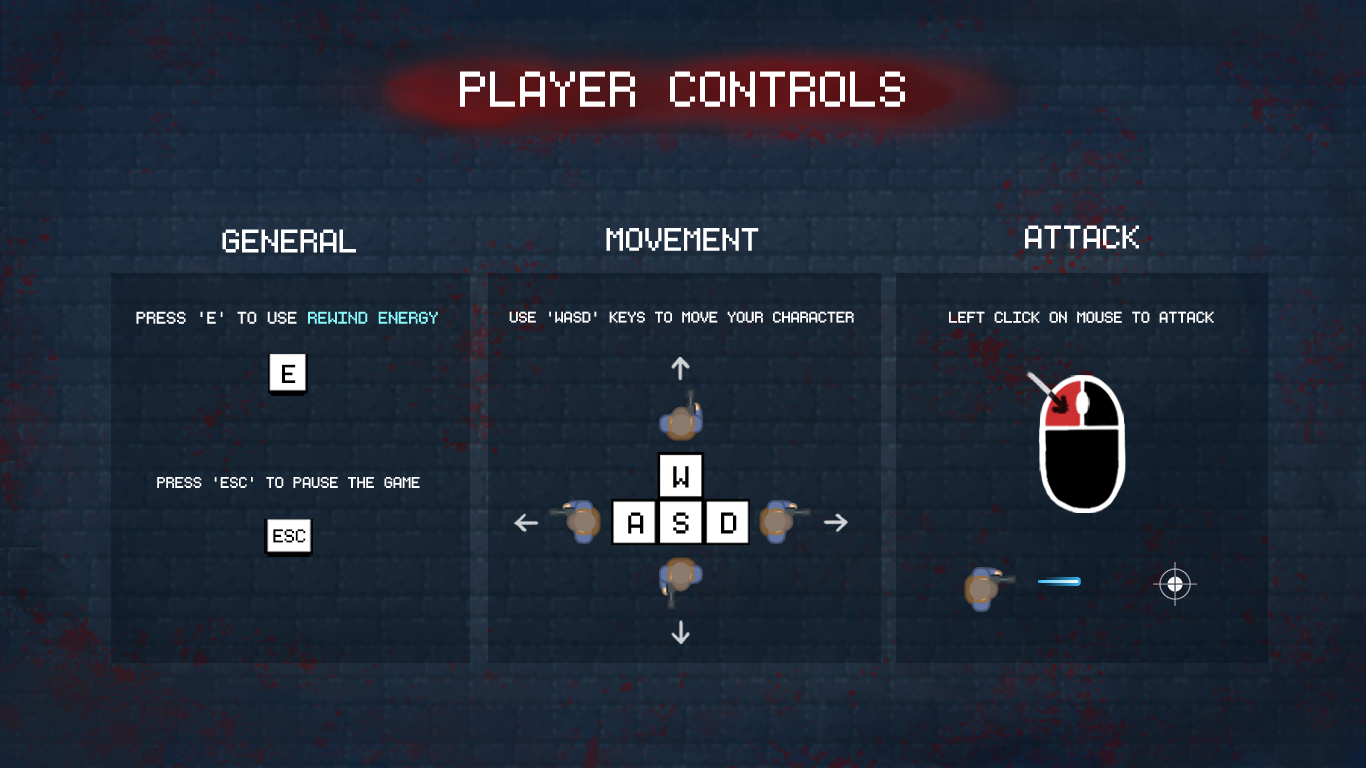 PLAYER CONTROLS
GENERAL
PRESS 'E' TO USE REWIND ENERGY
E
PRESS 'ESC' TO PAUSE THE GAME
ESC
MOVEMENT
USE 'WASD' KEYS TO MOVE YOUR CHARACTER
W
A S D
ATTACK
LEFT CLICK ON MOUSE TO ATTACK